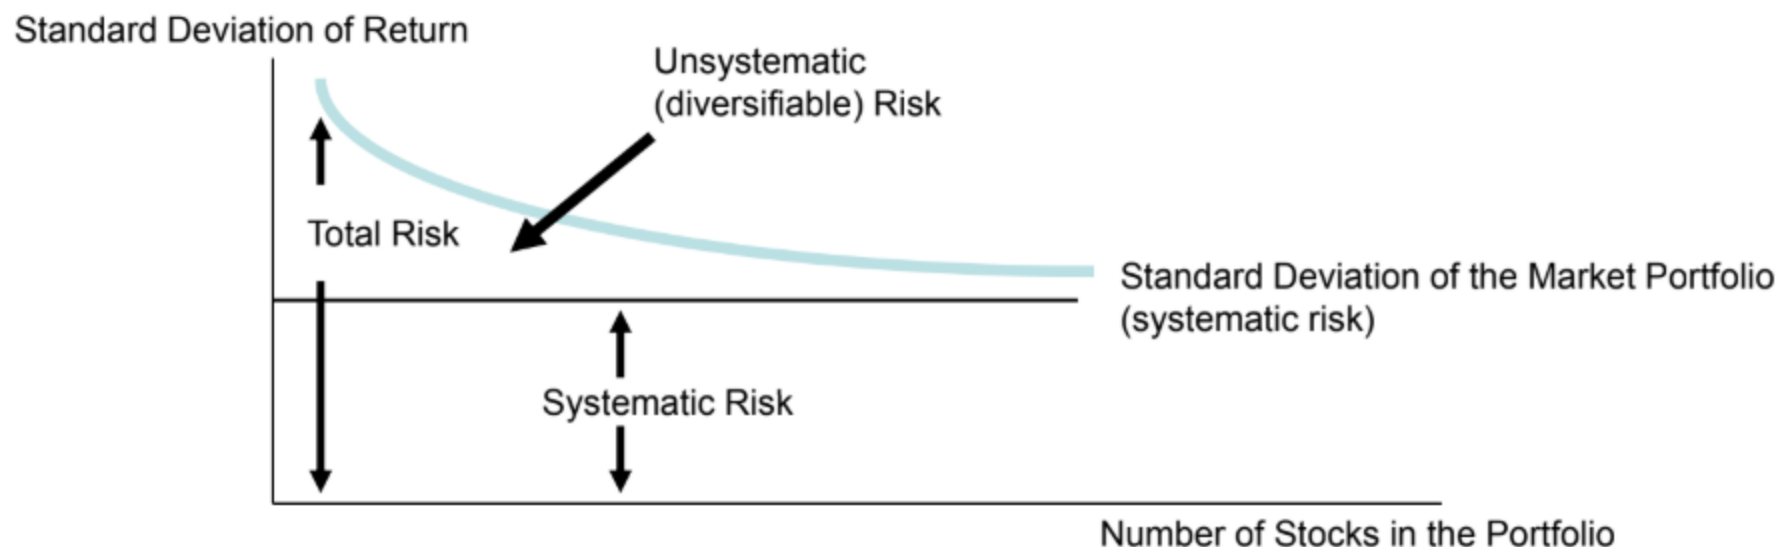 Standard Deviation of Return
Unsystematic
(diversifiable) Risk
Total Risk
Standard Deviation of the Market Portfolio
(systematic risk)
Systematic Risk
Number of Stocks in the Portfolio